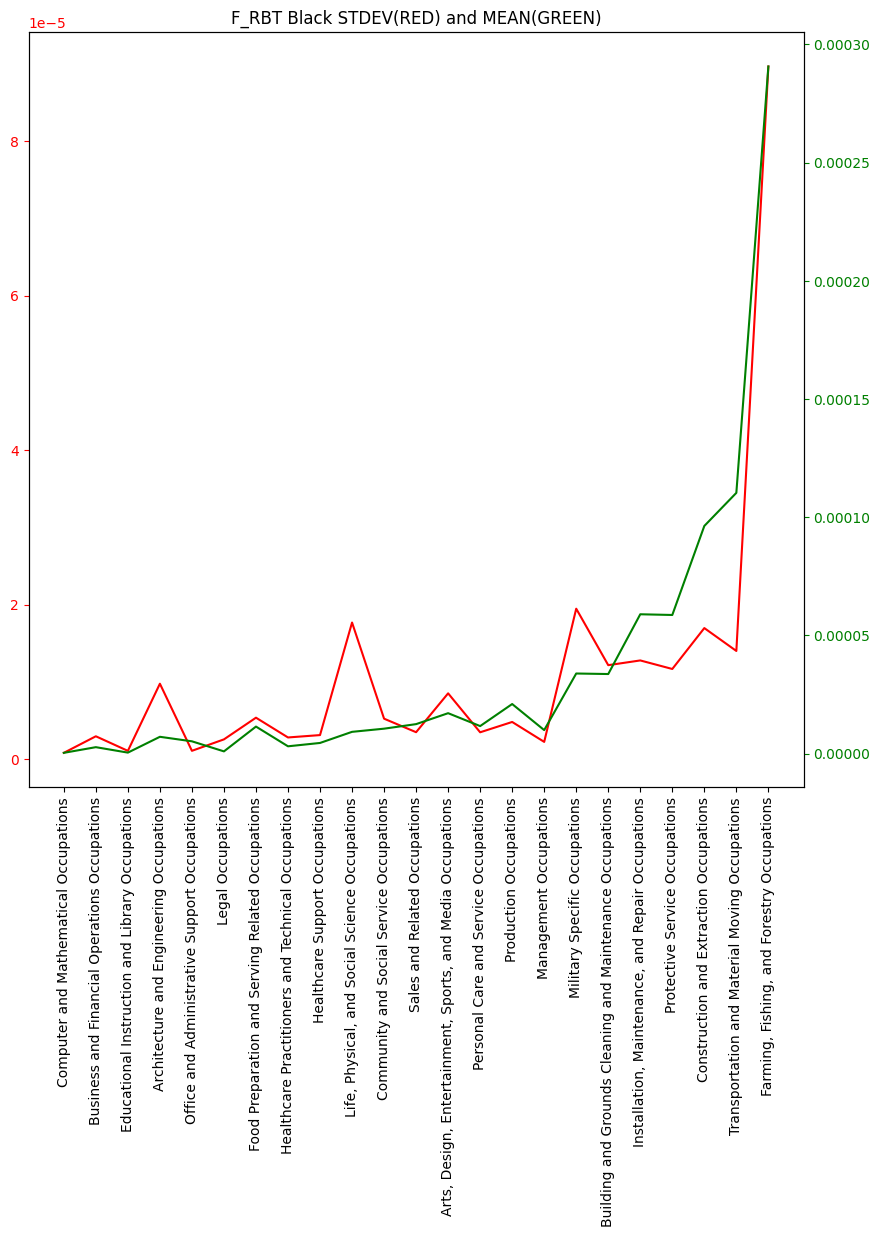 F_RBT Black STDEV(RED) and MEAN(GREEN)
1e−5
8
6
4
2
0
0.00030
0.00025
0.00020
0.00015
0.00010
0.00005
0.00000
Computer and Mathematical Occupations
Business and Financial Operations Occupations
Educational Instruction and Library Occupations
Architecture and Engineering Occupations
Office and Administrative Support Occupations
Legal Occupations
Food Preparation and Serving Related Occupations
Healthcare Practitioners and Technical Occupations
Healthcare Support Occupations
Life, Physical, and Social Science Occupations
Community and Social Service Occupations
Sales and Related Occupations
Arts, Design, Entertainment, Sports, and Media Occupations
Personal Care and Service Occupations
Production Occupations
Management Occupations
Military Specific Occupations
Building and Grounds Cleaning and Maintenance Occupations
Installation, Maintenance, and Repair Occupations
Protective Service Occupations
Construction and Extraction Occupations
Transportation and Material Moving Occupations
Farming, Fishing, and Forestry Occupations